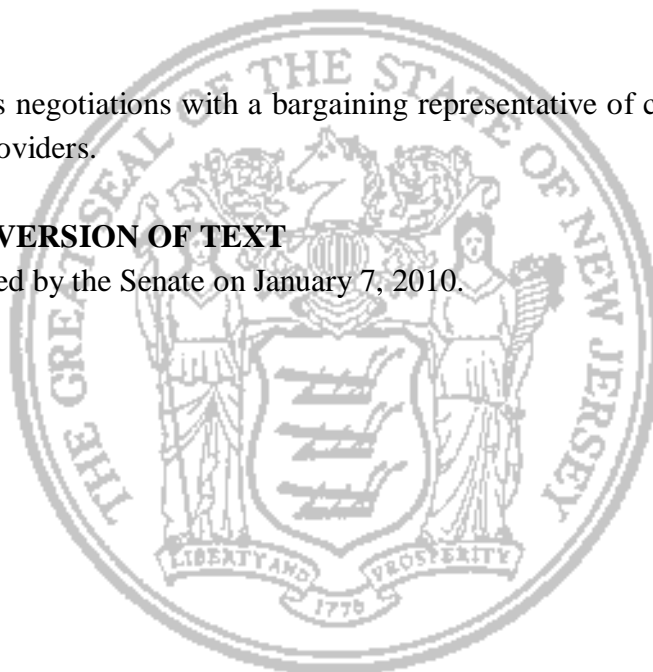 s negotiations with a bargaining representative of c
oviders.
VERSION OF TEXT
ed by the Senate on January 7, 2010.
THE GREAT SEAL OF THE STATE OF NEW JERSEY
LIBERTY AND PROSPERITY
1776